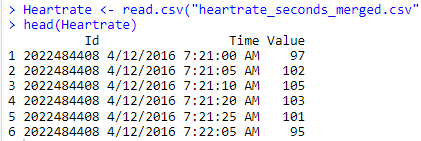 > Heartrate <- read.csv("heartrate_seconds_merged.csv"
> head(Heartrate)
Id Time Value
1 2022484408 4/12/2016 7:21:00 AM 97
2 2022484408 4/12/2016 7:21:05 AM 102
3 2022484408 4/12/2016 7:21:10 AM 105
4 2022484408 4/12/2016 7:21:20 AM 103
5 2022484408 4/12/2016 7:21:25 AM 101
6 2022484408 4/12/2016 7:22:05 AM 95